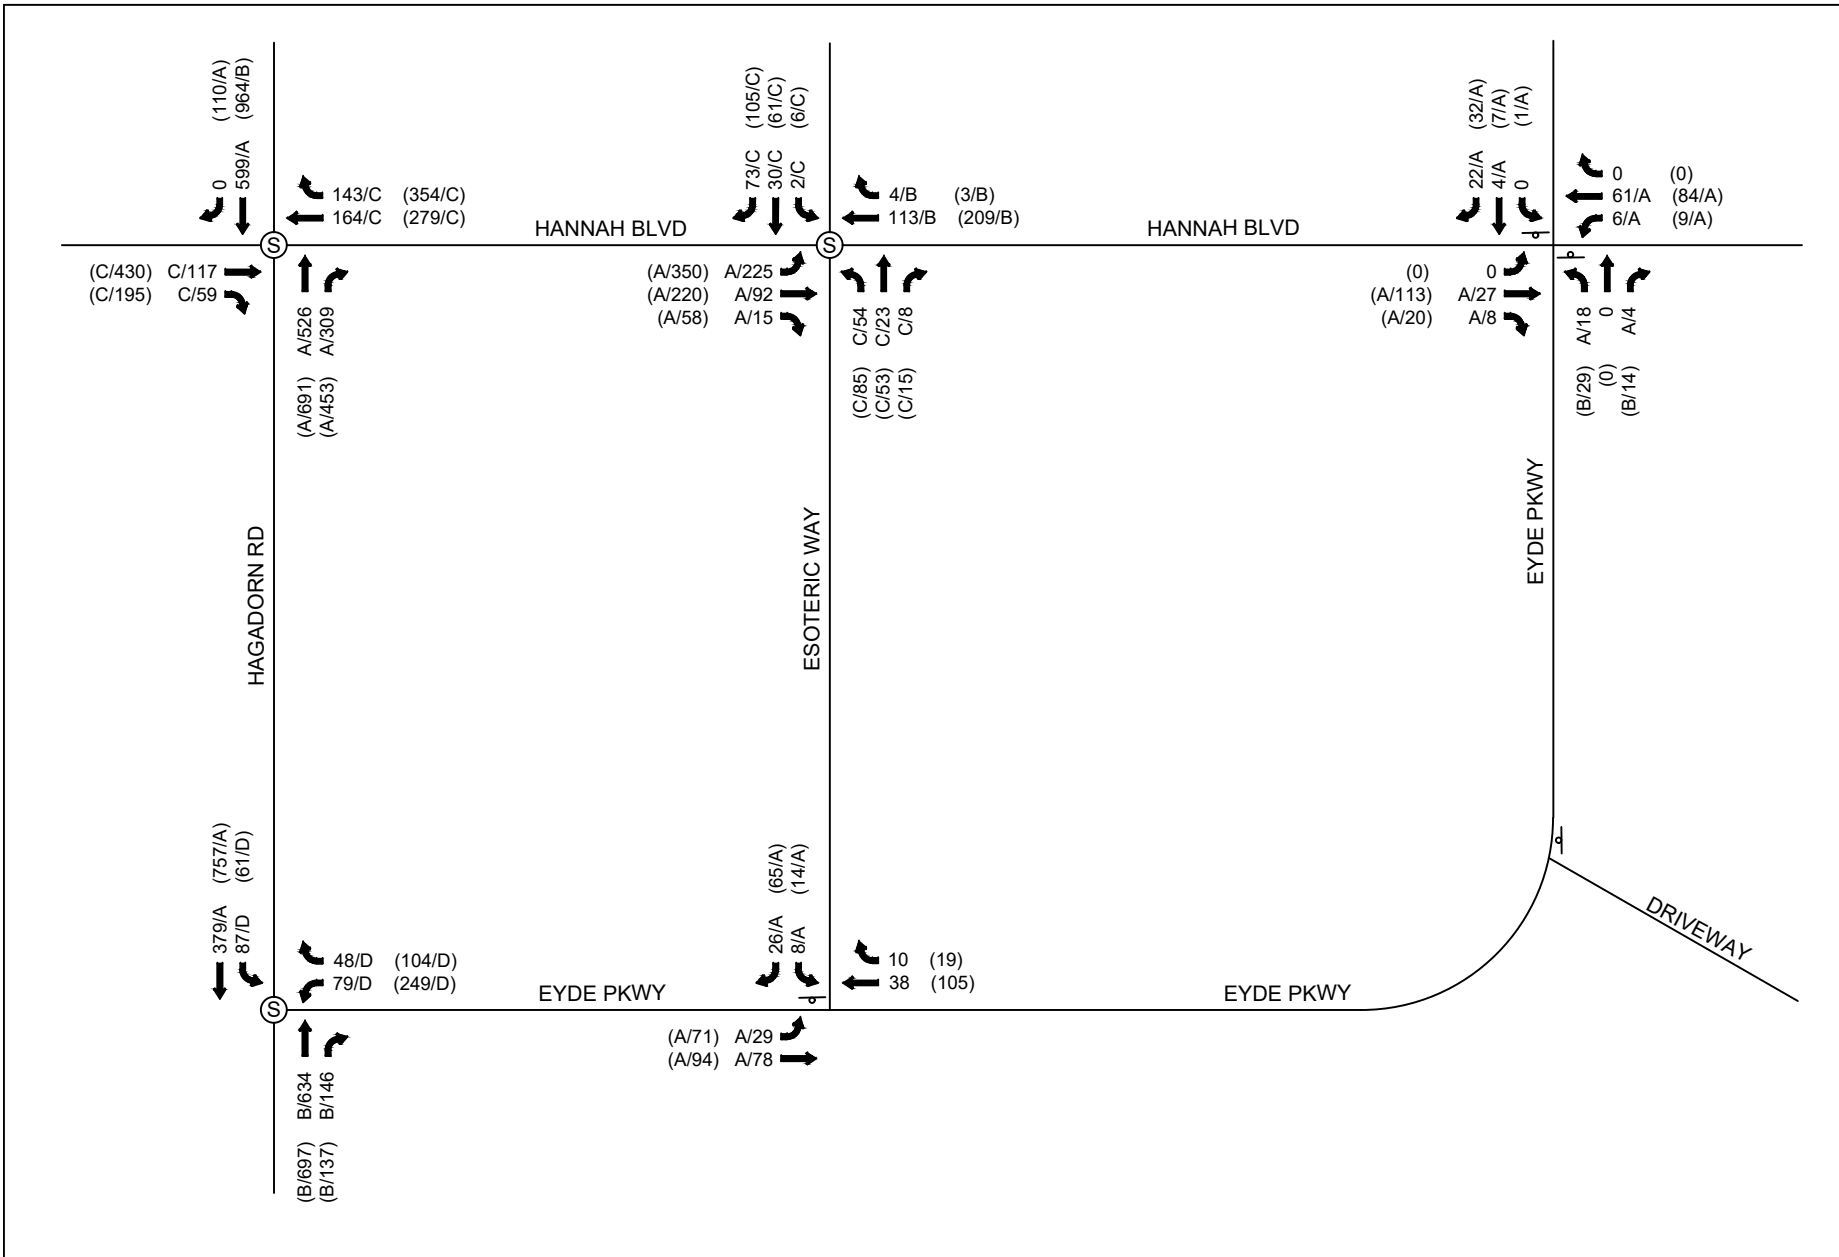 (110/A)
(964/B)
0
599/A
143/C (354/C)
164/C (279/C)
(C/430) C/117
(C/195) C/59
S
A/526
A/309
(A/691)
(A/453)
HANNAH BLVD
(105/C)
(61/C)
(6/C)
73/C
30/C
2/C
4/B (3/B)
113/B (209/B)
S
(A/350) A/225
(A/220) A/92
(A/58) A/15
C/54
C/23
C/8
(C/85)
(C/53)
(C/15)
HANNAH BLVD
(32/A)
(7/A)
(1/A)
22/A
4/A
0
0 (0)
61/A (84/A)
6/A (9/A)
(0) 0
(A/113) A/27
(A/20) A/8
A/18
0
A/4
(B/29)
(0)
(B/14)
HAGADORN RD
ESOTERIC WAY
EYDE PKWY
(757/A)
(61/D)
379/A
87/D
48/D (104/D)
79/D (249/D)
S
B/634
B/146
(B/697)
(B/137)
EYDE PKWY
(65/A)
(14/A)
26/A
8/A
10 (19)
38 (105)
(A/71) A/29
(A/94) A/78
EYDE PKWY
DRIVEWAY